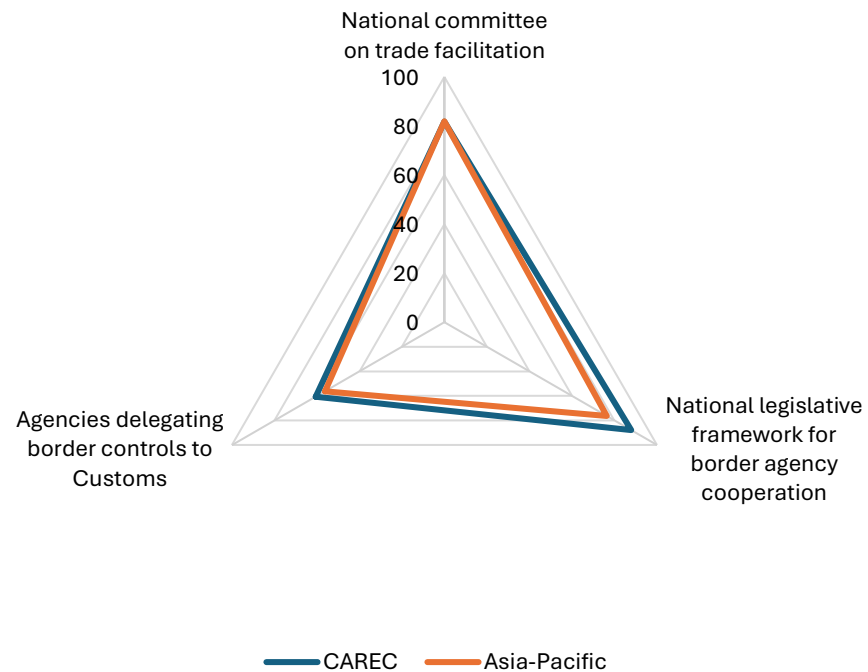 National committee
on trade facilitation
100
80
60
40
20
0
Agencies delegating
border controls to
Customs
National legislative
framework for
border agency
cooperation
CAREC
Asia-Pacific